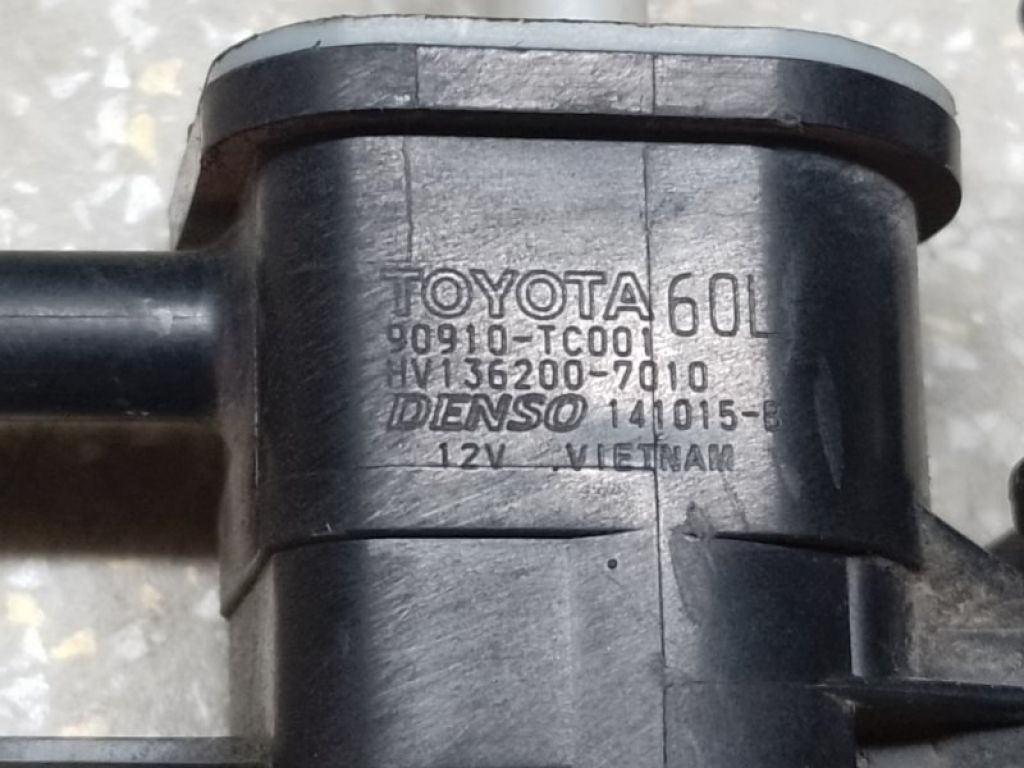 TOYOTA 60L
90910-TC001
HV136200-7010
DENSO 141015-B
12V .VIETNAM